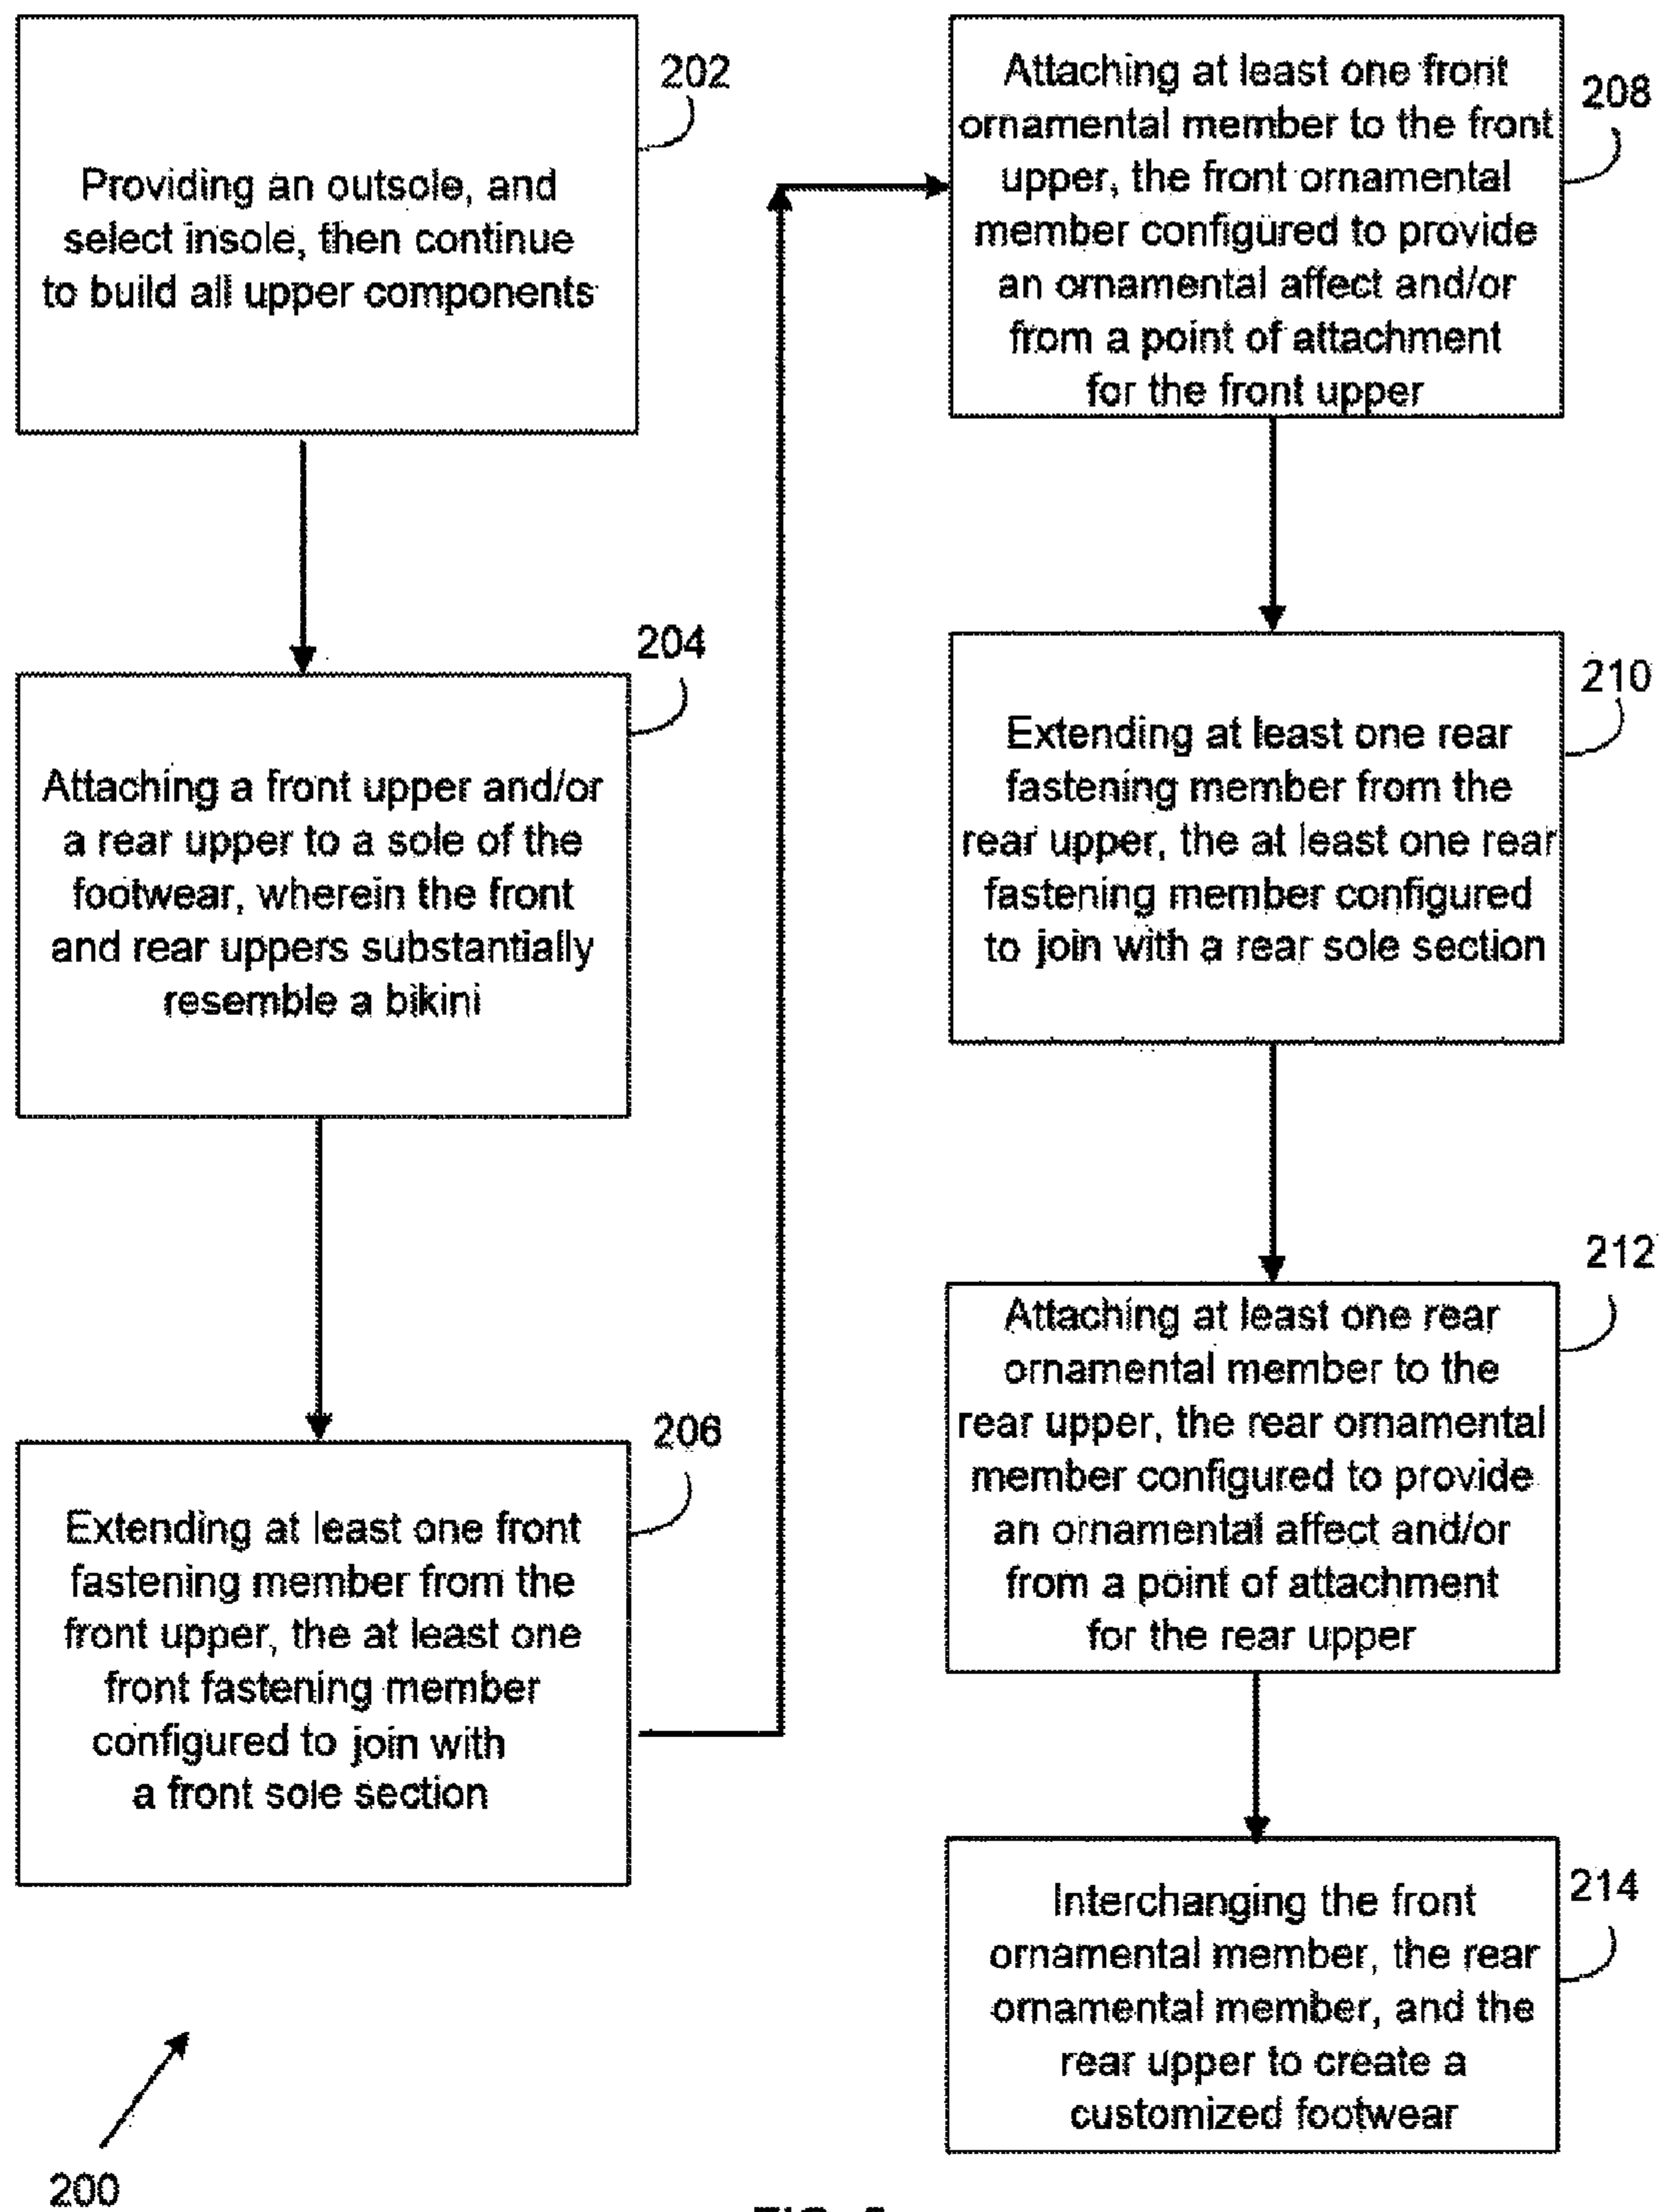 202
Providing an outsole, and
select insole, then continue
to build all upper components
204
Attaching a front upper and/or
a rear upper to a sole of the
footwear, wherein the front
and rear uppers substantially
resemble a bikini
206
Extending at least one front
fastening member from the
front upper, the at least one
front fastening member
configured to join with
a front sole section
208
Attaching at least one front
ornamental member to the front
upper, the front ornamental
member configured to provide
an ornamental affect and/or
from a point of attachment
for the front upper
210
Extending at least one rear
fastening member from the
rear upper, the at least one rear
fastening member configured
to join with a rear sole section
212
Attaching at least one rear
ornamental member to the
rear upper, the rear ornamental
member configured to provide
an ornamental affect and/or
from a point of attachment
for the rear upper
214
Interchanging the front
ornamental member, the rear
ornamental member, and the
rear upper to create a
customized footwear
200